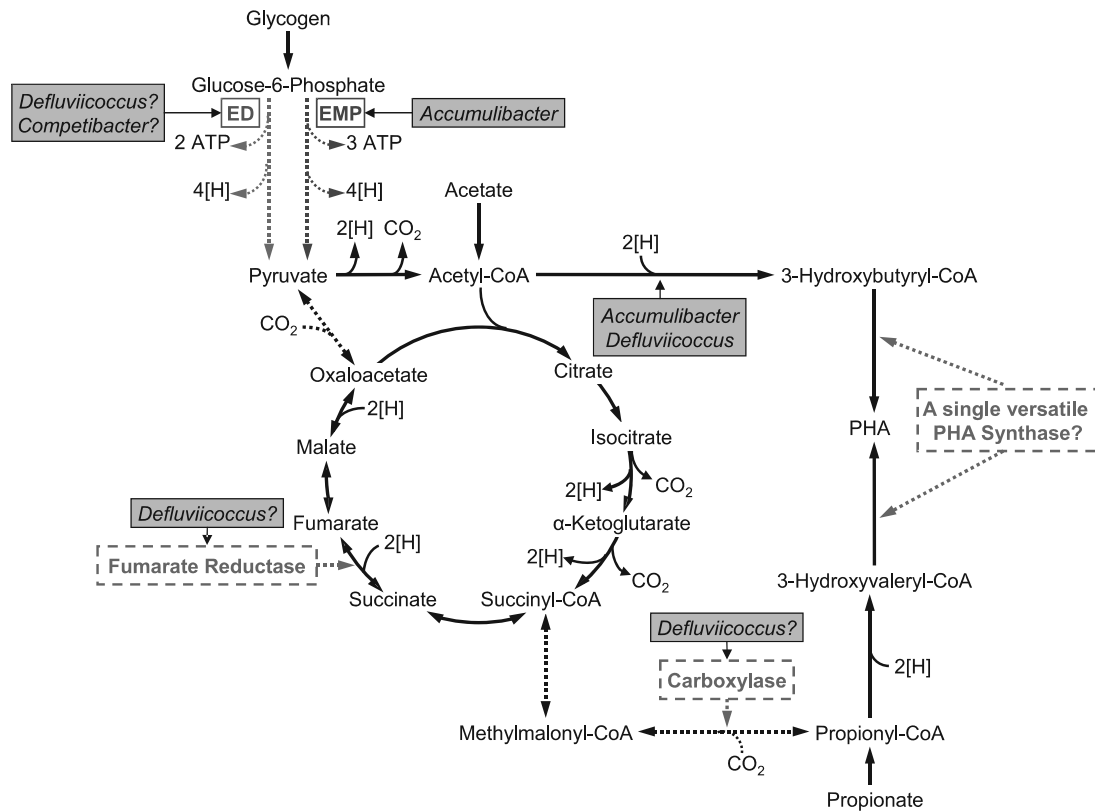 Glycogen
Glucose-6-Phosphate
Defluviicoccus?
Competibacter?
ED
EMP
Accumulibacter
2 ATP
3 ATP
4[H]
4[H]
Acetate
2[H]
CO2
2[H]
Pyruvate
Acetyl-CoA
3-Hydroxybutyryl-CoA
CO2
Accumulibacter
Defluviicoccus
Oxaloacetate
Citrate
2[H]
A single versatile
PHA Synthase?
Malate
Isocitrate
PHA
2[H]
CO2
Defluviicoccus?
Fumarate
α-Ketoglutarate
2[H]
Fumarate Reductase
2[H]
CO2
3-Hydroxyvaleryl-CoA
Succinate
Succinyl-CoA
Defluviicoccus?
Carboxylase
2[H]
Methylmalonyl-CoA
Propionyl-CoA
CO2
Propionate